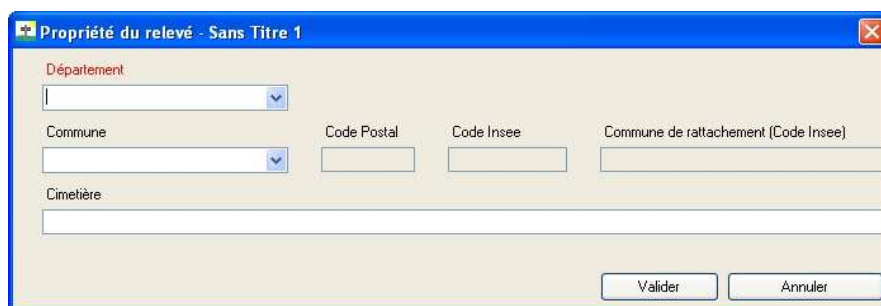 Propriété du relevé - Sans Titre 1
Département
Commune Code Postal Code Insee Commune de rattachement (Code Insee)
Cimetière
Valider Annuler